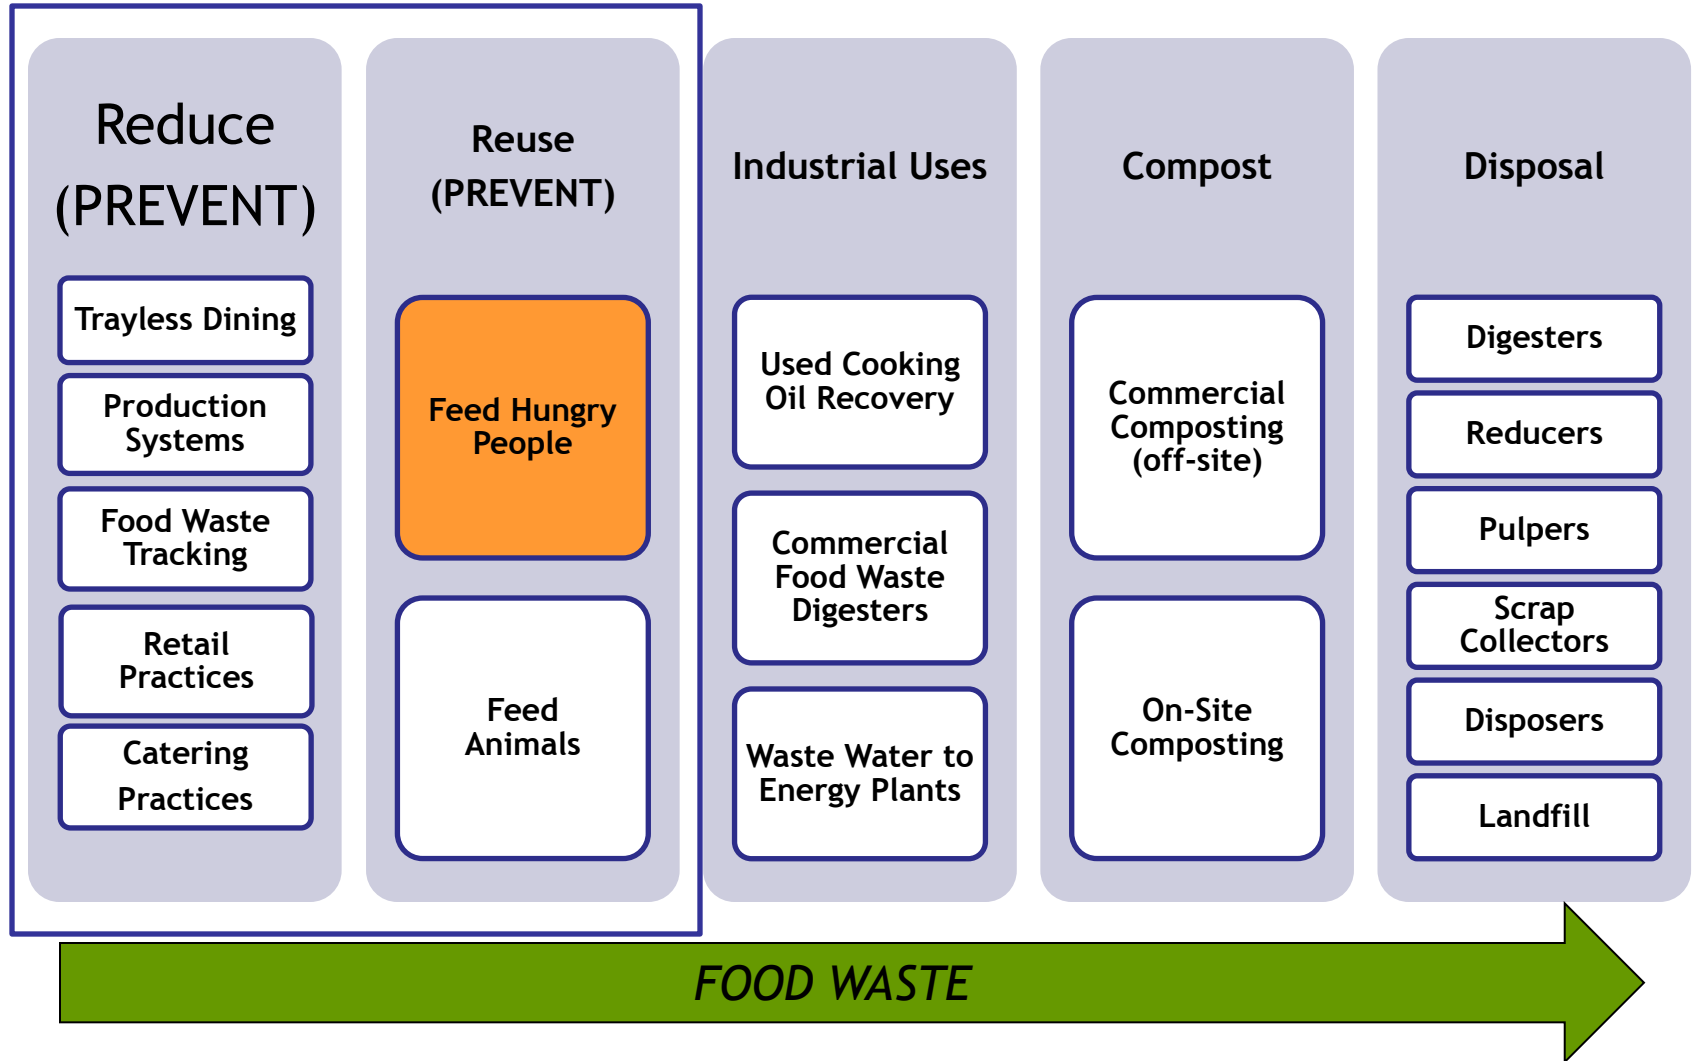 Reduce
(PREVENT)
Trayless Dining
Production
Systems
Food Waste
Tracking
Retail
Practices
Catering
Practices
Reuse
(PREVENT)
Feed Hungry
People
Feed
Animals
Industrial Uses
Used Cooking
Oil Recovery
Commercial
Food Waste
Digesters
Waste Water to
Energy Plants
Compost
Commercial
Composting
(off-site)
On-Site
Composting
Disposal
Digesters
Reducers
Pulpers
Scrap
Collectors
Disposers
Landfill
FOOD WASTE